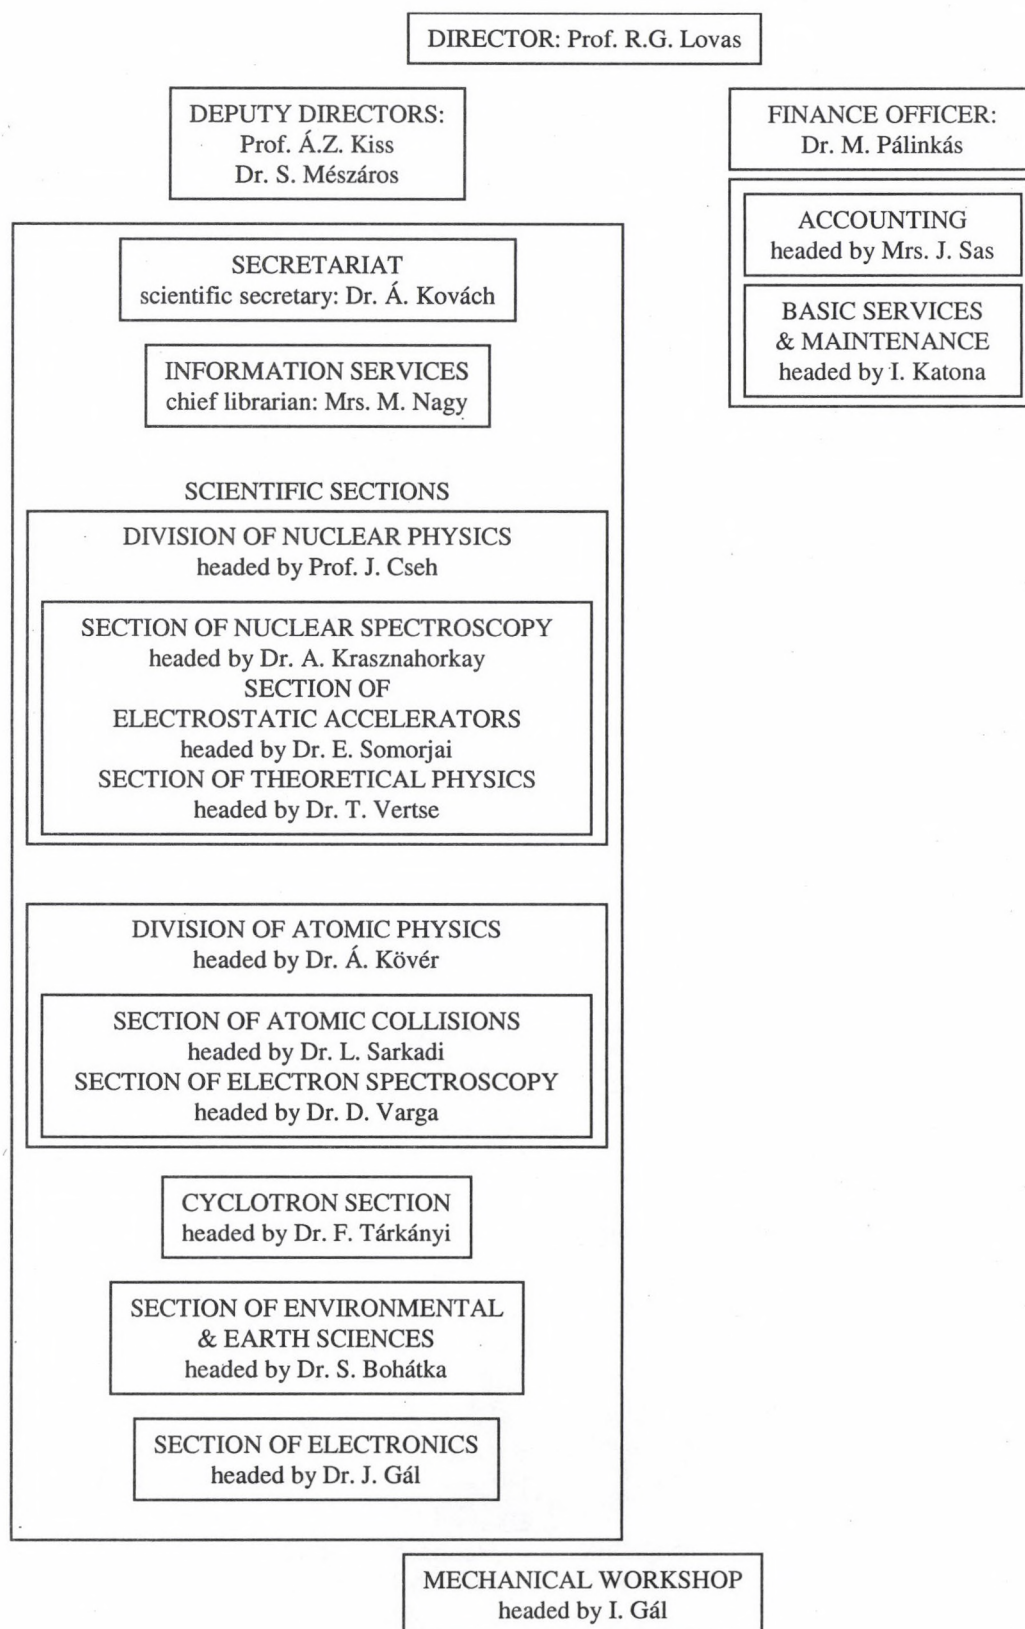 DIRECTOR: Prof. R.G. Lovas
DEPUTY DIRECTORS:
Prof. Á.Z. Kiss
Dr. S. Mészáros
FINANCE OFFICER:
Dr. M. Pálinkás
ACCOUNTING
headed by Mrs. J. Sas
BASIC SERVICES
& MAINTENANCE
headed by I. Katona
SECRETARIAT
scientific secretary: Dr. Á. Kovách
INFORMATION SERVICES
chief librarian: Mrs. M. Nagy
SCIENTIFIC SECTIONS
DIVISION OF NUCLEAR PHYSICS
headed by Prof. J. Cseh
SECTION OF NUCLEAR SPECTROSCOPY
headed by Dr. A. Krasznahorkay
SECTION OF
ELECTROSTATIC ACCELERATORS
headed by Dr. E. Somorjai
SECTION OF THEORETICAL PHYSICS
headed by Dr. T. Vertse
DIVISION OF ATOMIC PHYSICS
headed by Dr. Á. Kövér
SECTION OF ATOMIC COLLISIONS
headed by Dr. L. Sarkadi
SECTION OF ELECTRON SPECTROSCOPY
headed by Dr. D. Varga
CYCLOTRON SECTION
headed by Dr. F. Tárkányi
SECTION OF ENVIRONMENTAL
& EARTH SCIENCES
headed by Dr. S. Bohátka
SECTION OF ELECTRONICS
headed by Dr. J. Gál
MECHANICAL WORKSHOP
headed by I. Gál